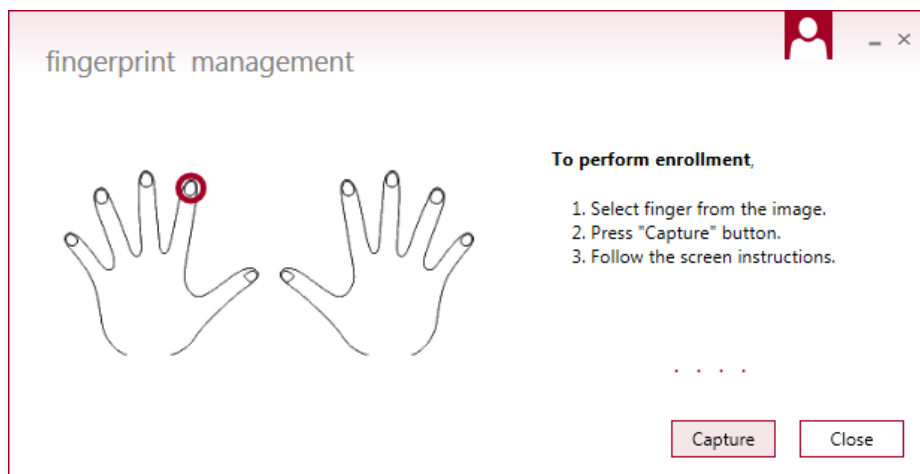 fingerprint management
To perform enrollment,
1. Select finger from the image.
2. Press "Capture" button.
3. Follow the screen instructions.
. . . .
Capture
Close